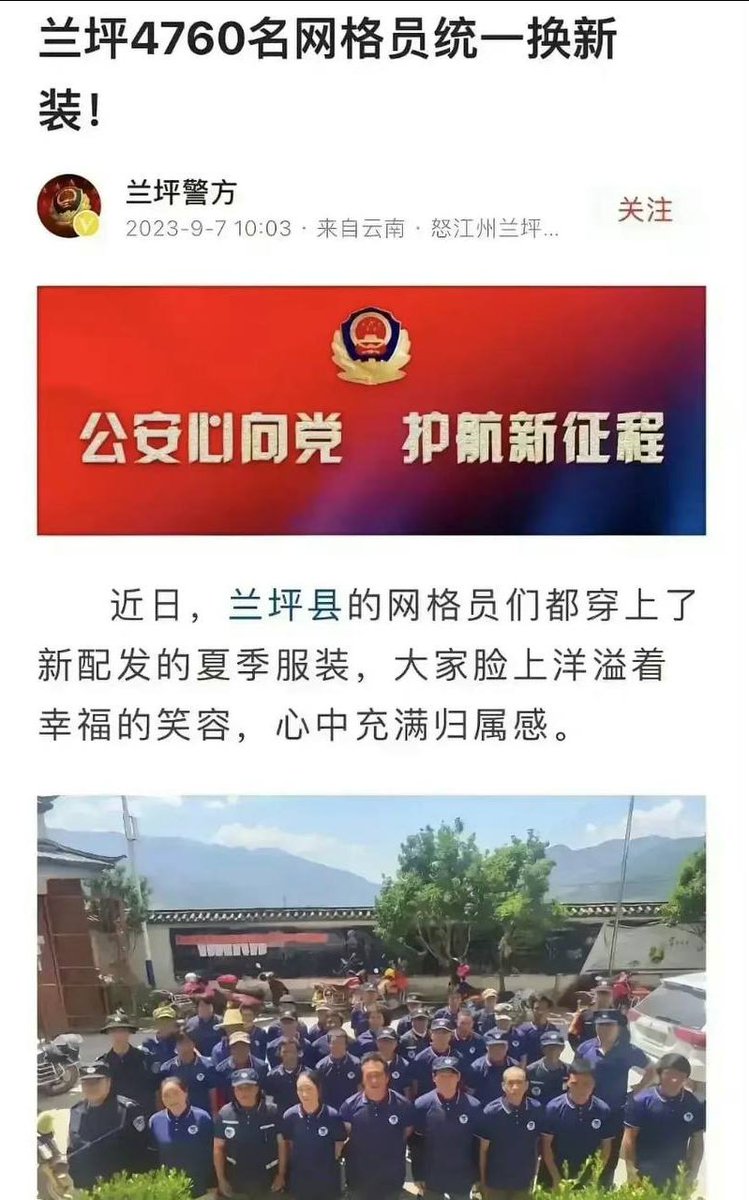 兰坪4760名网格员统一换新
装！
兰坪警方
关注
2023-9-7 10:03 · 来自云南 · 怒江州兰坪...
公安心向党 护航新征程
近日，兰坪县的网格员们都穿上了
新配发的夏季服装，大家脸上洋溢着
幸福的笑容，心中充满归属感。